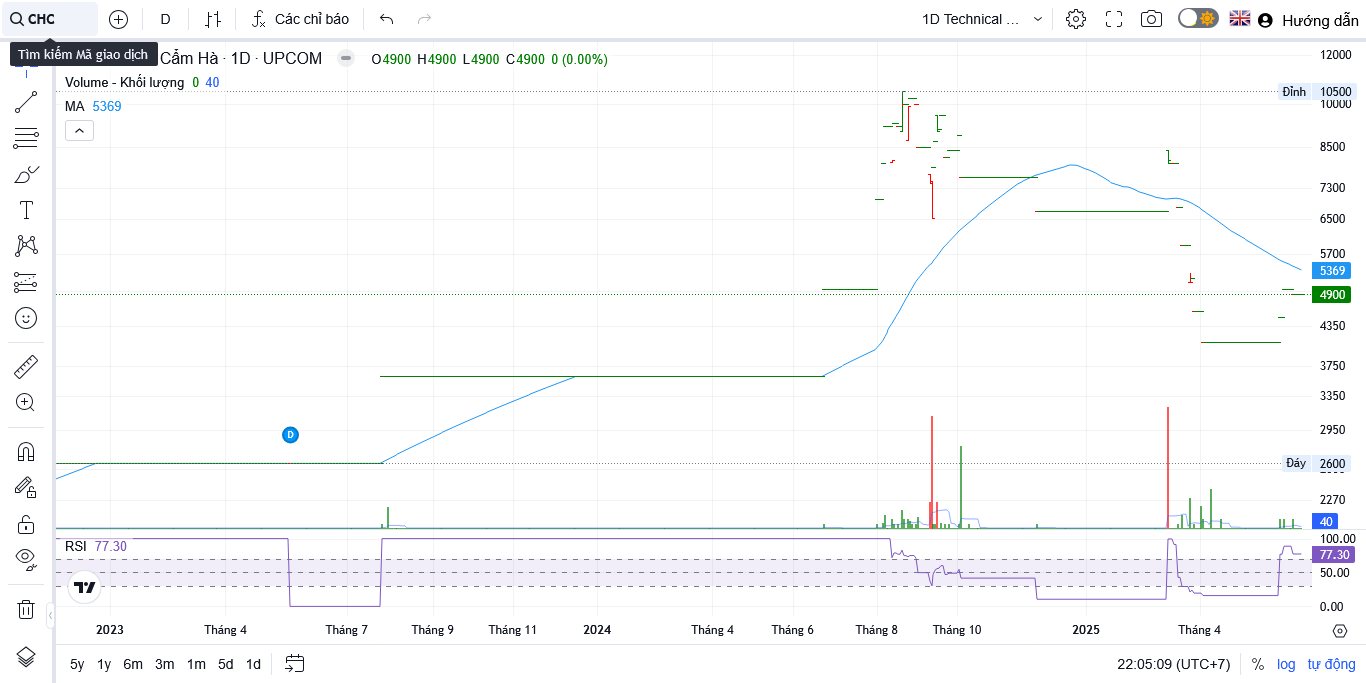 CHC D Các chỉ báo 1D Technical ... Hướng dẫn
Tìm kiếm Mã giao dịch
Cẩm Hà · 1D · UPCOM O4900 H4900 L4900 C4900 0 (0.00%)
Volume - Khối lượng 0 40
MA 5369
12000
Đỉnh 10500
10000
8500
7300
6500
5700
5369
4900
4350
3750
3350
2950
Đáy 2600
2270
40
D
RSI 77.30
100.00
77.30
50.00
0.00
2023 Tháng 4 Tháng 7 Tháng 9 Tháng 11 2024 Tháng 4 Tháng 6 Tháng 8 Tháng 10 2025 Tháng 4
5y 1y 6m 3m 1m 5d 1d 22:05:09 (UTC+7) % log tự động